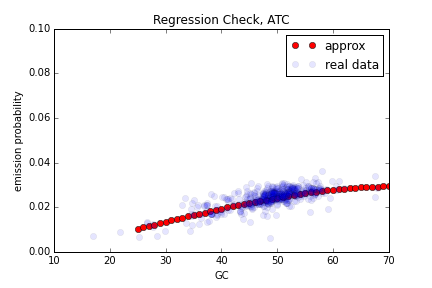 Regression Check, ATC
0.10
approx
real data
0.08
0.06
emission probability
0.04
0.02
0.00
10 20 30 40 50 60 70
GC